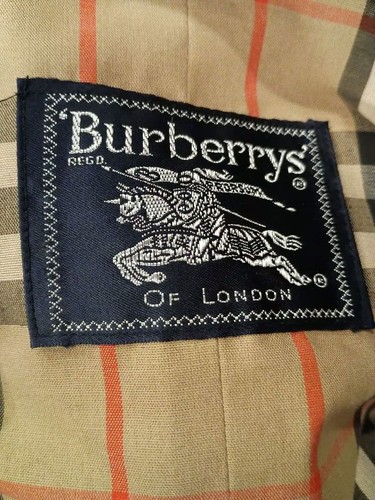 'Burberrys'
REGD.
®
®
OF LONDON